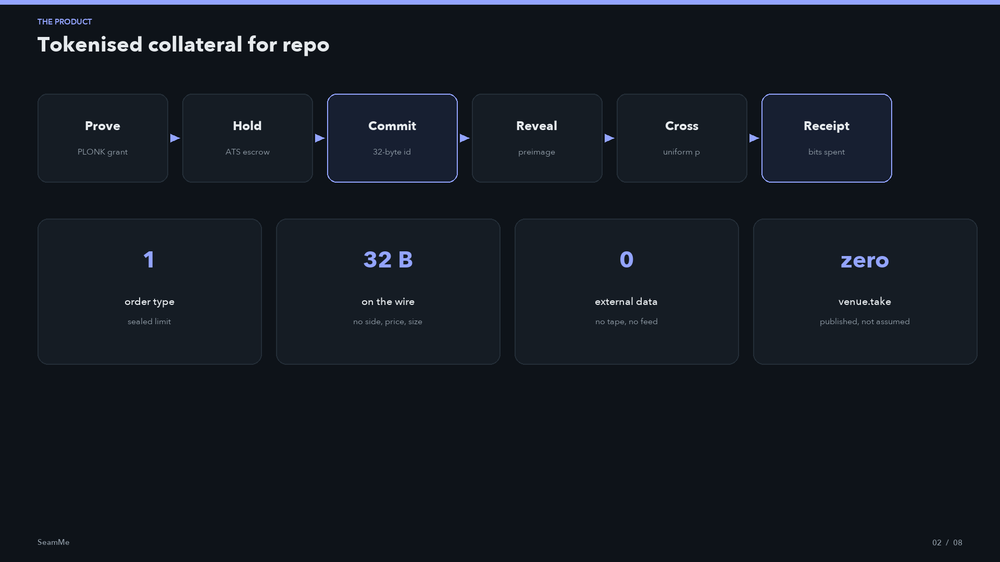 THE PRODUCT
Tokenised collateral for repo
Prove
PLONK grant
Hold
ATS escrow
Commit
32-byte id
Reveal
preimage
Cross
uniform p
Receipt
bits spent
1
order type
sealed limit
32 B
on the wire
no side, price, size
0
external data
no tape, no feed
zero
venue.take
published, not assumed
SeamMe
02 / 08